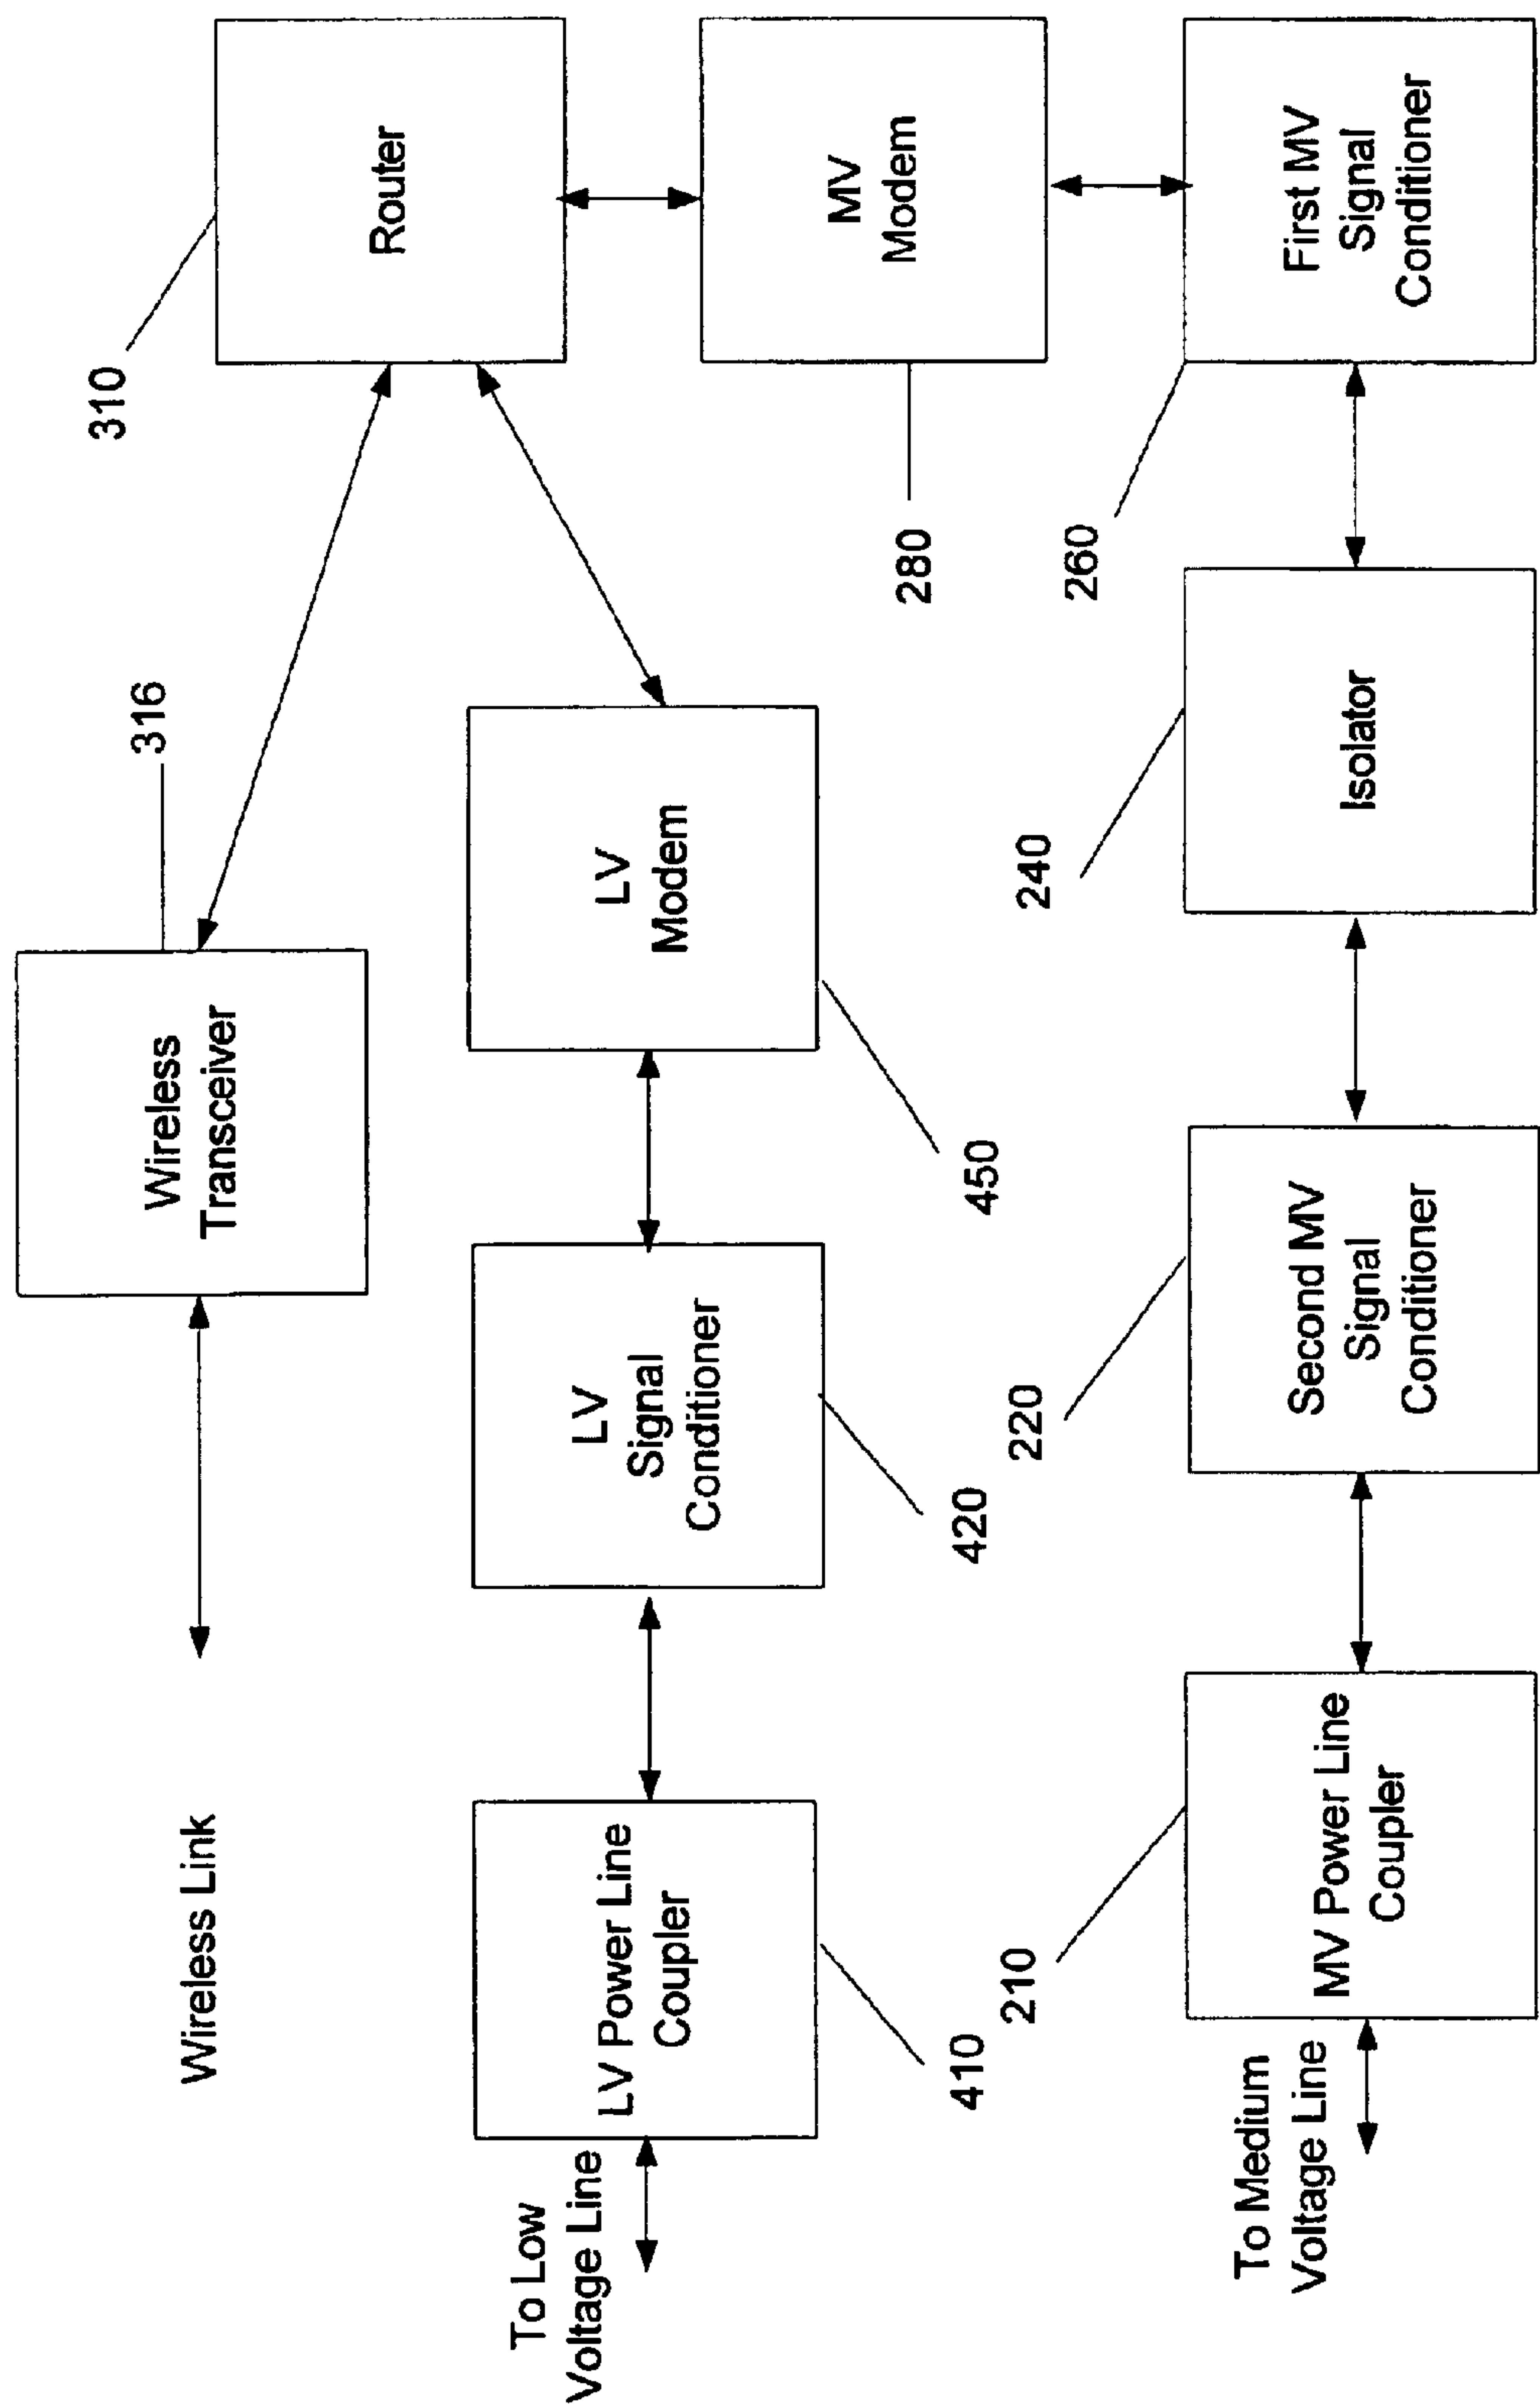 Wireless Link
Wireless
Transceiver
316
310
Router
To Low
Voltage Line
LV Power Line
Coupler
410
LV
Signal
Conditioner
420
LV
Modem
450
280
MV
Modem
To Medium
Voltage Line
210
MV Power Line
Coupler
220
Second MV
Signal
Conditioner
240
Isolator
260
First MV
Signal
Conditioner